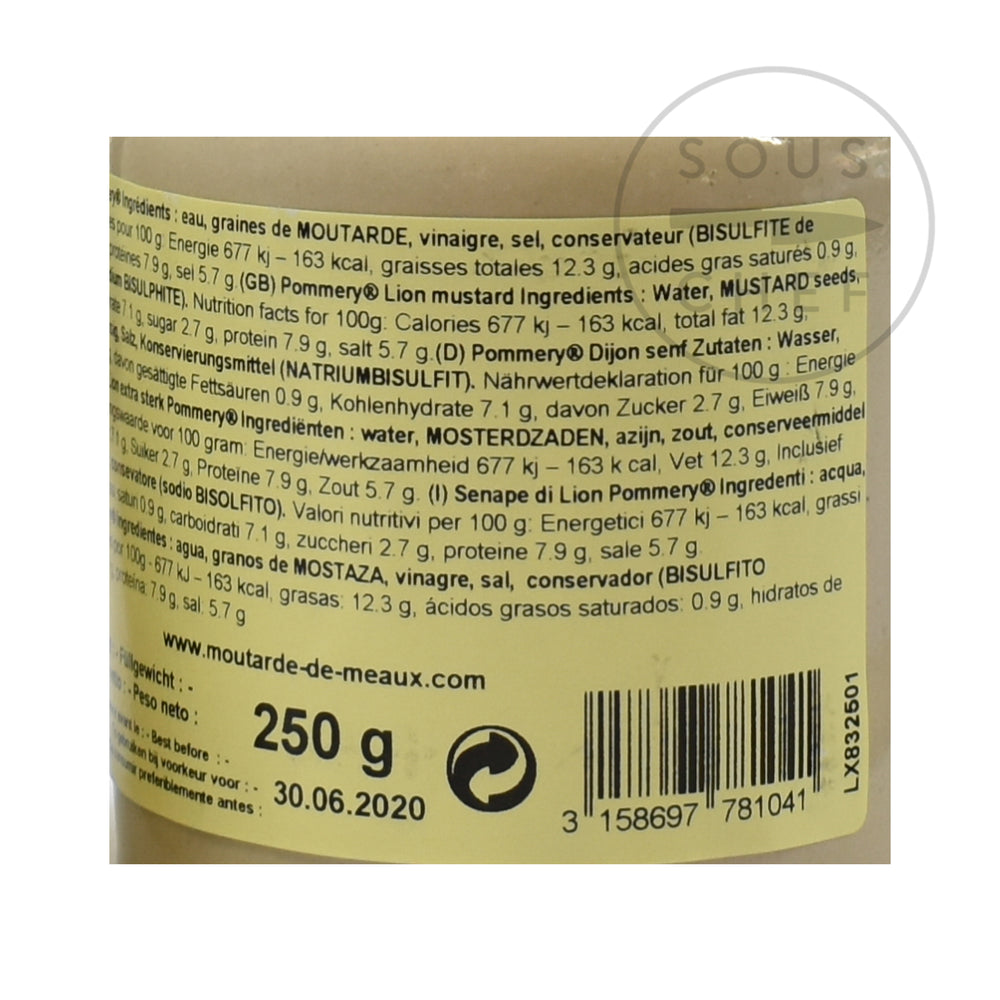 SOUS
CHEF
Ingrédients : eau, graines de MOUTARDE, vinaigre, sel, conservateur (BISULFITE de
pour 100 g. Energie 677 kj – 163 kcal, graisses totales 12.3 g, acides gras saturés 0.9 g,
protéines 7.9 g, sel 5.7 g.(GB) Pommery® Lion mustard Ingredients : Water, MUSTARD seeds,
BISULPHITE). Nutrition facts for 100g: Calories 677 kj – 163 kcal, total fat 12.3 g,
7.1 g, sugar 2.7 g, protein 7.9 g, salt 5.7 g.(D) Pommery® Dijon senf Zutaten : Wasser,
Salz, Konservierungsmittel (NATRIUMBISULFIT). Nährwertdeklaration für 100 g : Energie
davon gesättigte Fettsäuren 0.9 g, Kohlenhydrate 7.1 g, davon Zucker 2.7 g, Eiweiß 7.9 g,
extra sterk Pommery® Ingrediënten : water, MOSTERDZADEN, azijn, zout, conserveermiddel
voor 100 gram: Energie/werkzaamheid 677 kj – 163 k cal, Vet 12.3 g, Inclusief
7.1 g, Suiker 2.7 g, Proteïne 7.9 g, Zout 5.7 g. (I) Senape di Lion Pommery® Ingredienti : acqua,
(sodio BISOLFITO). Valori nutritivi per 100 g: Energetici 677 kj – 163 kcal, grassi
saturi 0.9 g, carboidrati 7.1 g, zuccheri 2.7 g, proteine 7.9 g, sale 5.7 g.
Ingredientes : agua, granos de MOSTAZA, vinagre, sal, conservador (BISULFITO
por 100g - 677 kJ – 163 kcal, grasas: 12.3 g, ácidos grasos saturados: 0.9 g, hidratos de
proteína: 7.9 g, sal: 5.7 g
www.moutarde-de-meaux.com
- Füllgewicht : -
- Peso neto :
250 g
: - Best before : -
gebruiken bij voorkeur voor : -
preferiblemente antes :
30.06.2020
3 158697 781041
LX832501